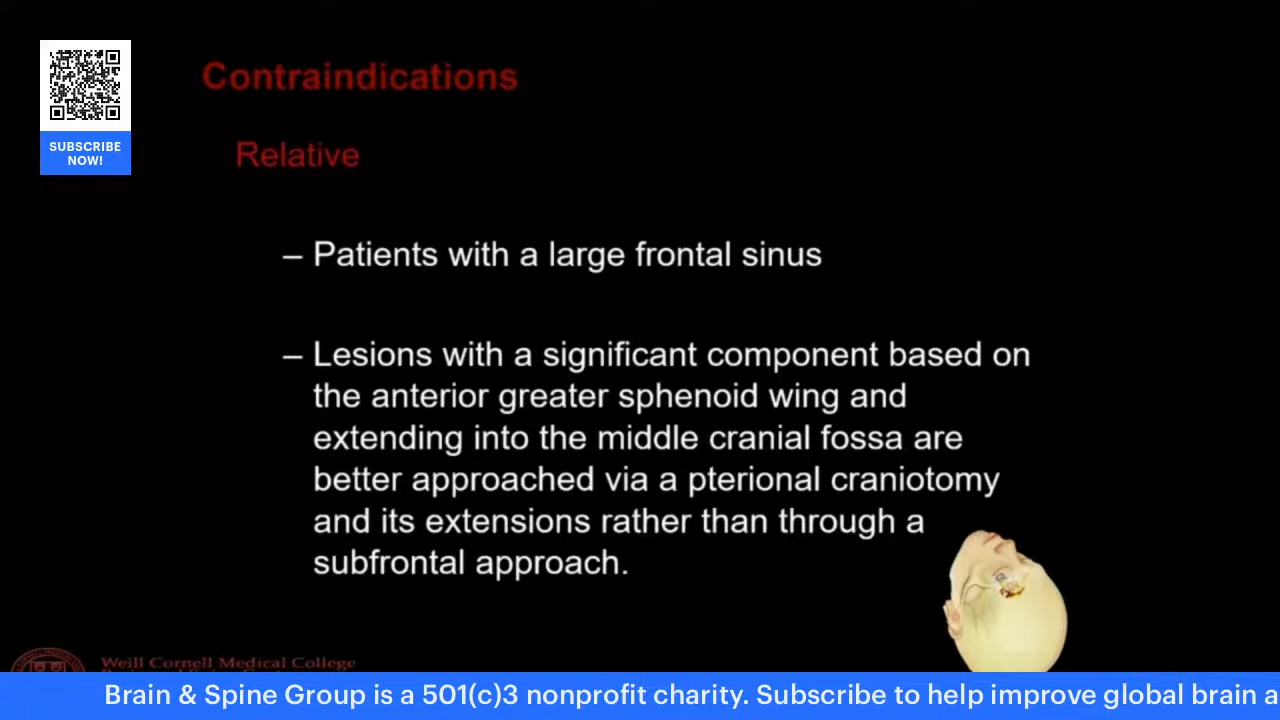 SUBSCRIBE
NOW!
Contraindications
Relative
– Patients with a large frontal sinus
– Lesions with a significant component based on
the anterior greater sphenoid wing and
extending into the middle cranial fossa are
better approached via a pterional craniotomy
and its extensions rather than through a
subfrontal approach.
Weill Cornell Medical College
Brain & Spine Group is a 501(c)3 nonprofit charity. Subscribe to help improve global brain a